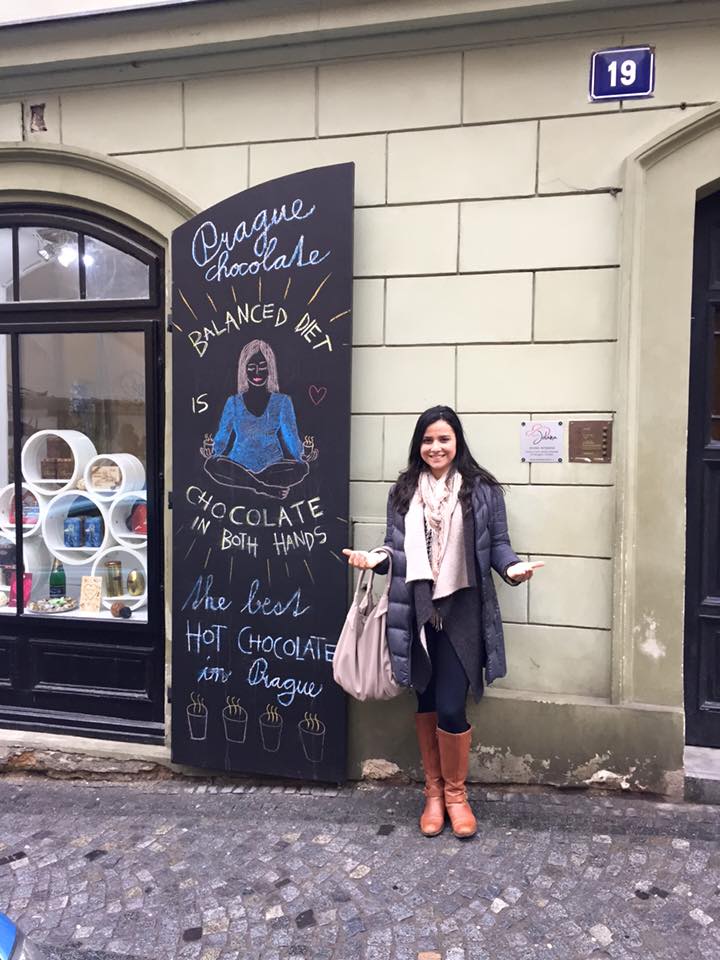 19
Prague
chocolate
BALANCED DIET
IS
CHOCOLATE
IN BOTH HANDS
the best
HOT CHOCOLATE
in Prague